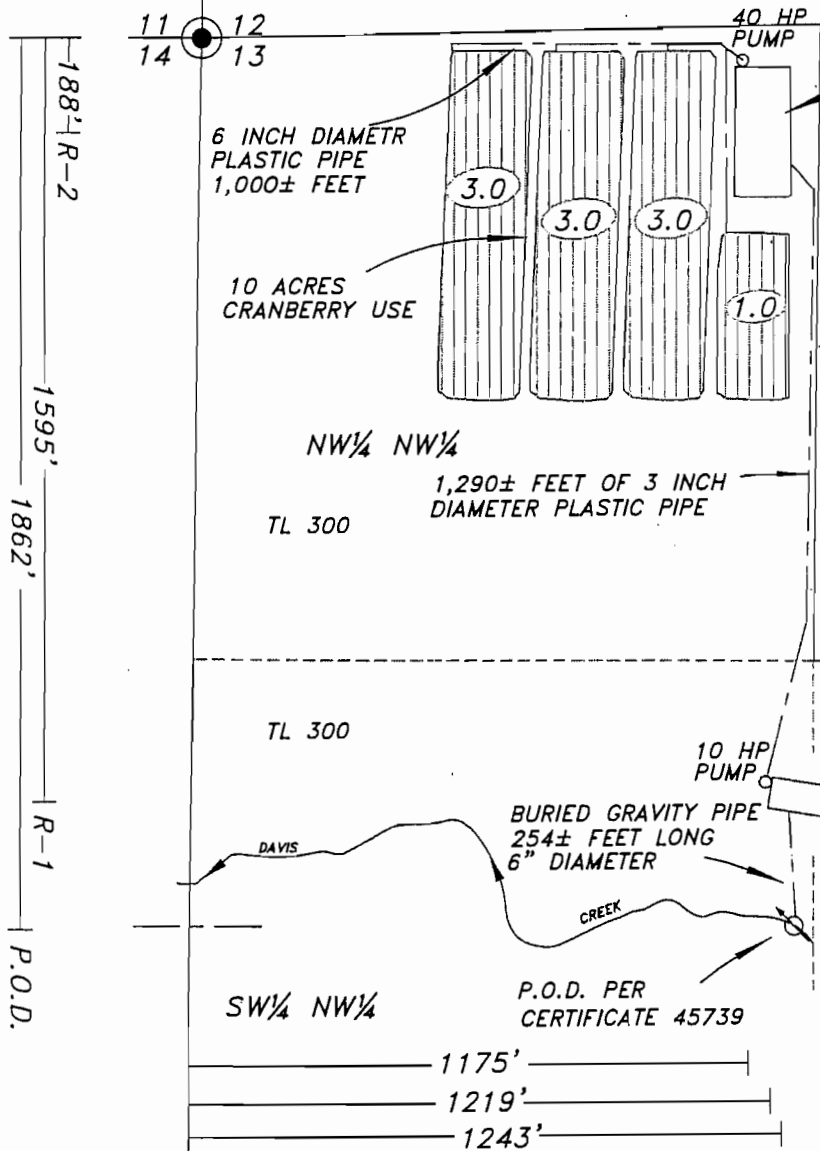 11 12
14 13
40 HP
PUMP
188'
R-2
6 INCH DIAMETR
PLASTIC PIPE
1,000± FEET
3.0
3.0
3.0
1.0
10 ACRES
CRANBERRY USE
1595'
1862'
NW¼ NW¼
1,290± FEET OF 3 INCH
DIAMETER PLASTIC PIPE
TL 300
TL 300
10 HP
PUMP
R-1
BURIED GRAVITY PIPE
254± FEET LONG
6" DIAMETER
DAVIS
CREEK
P.O.D.
SW¼ NW¼
P.O.D. PER
CERTIFICATE 45739
1175'
1219'
1243'